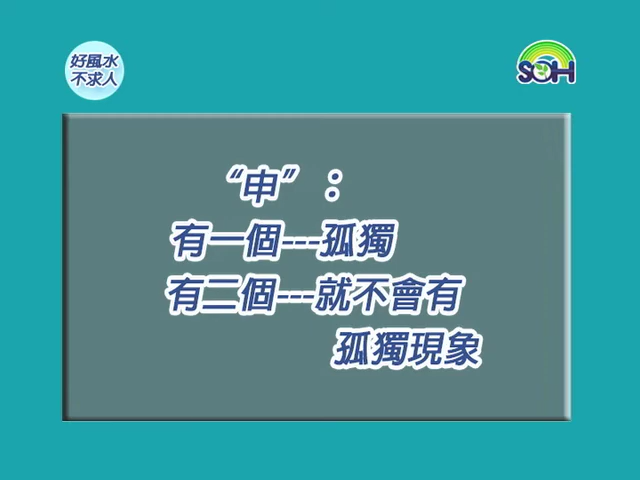 好風水
不求人
SOH
“申”：
有一個---孤獨
有二個---就不會有
孤獨現象